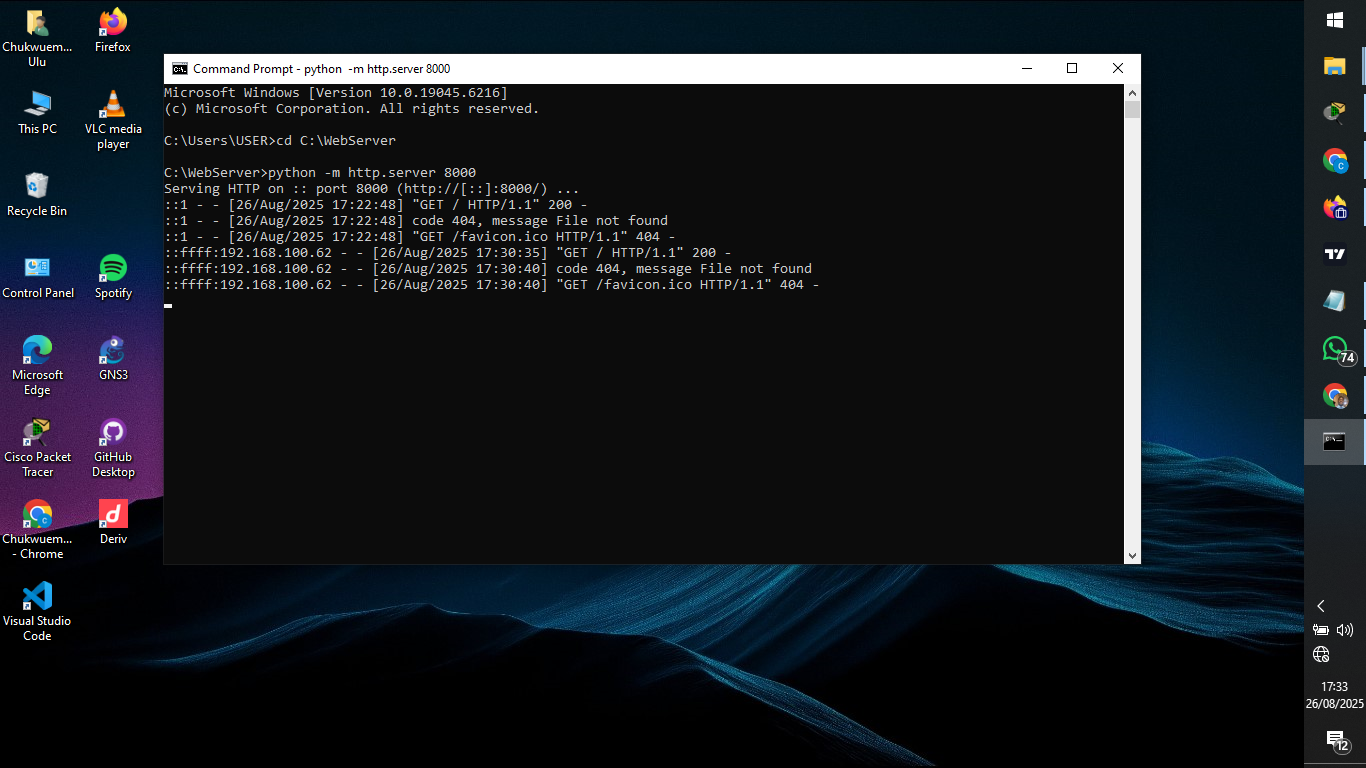 Chukwuem...
Ulu
Firefox
This PC
VLC media
player
Recycle Bin
Control Panel
Spotify
Microsoft
Edge
GNS3
Cisco Packet
Tracer
GitHub
Desktop
Chukwuem...
- Chrome
Deriv
Visual Studio
Code
Command Prompt - python  -m http.server 8000
Microsoft Windows [Version 10.0.19045.6216]
(c) Microsoft Corporation. All rights reserved.
C:\Users\USER>cd C:\WebServer
C:\WebServer>python -m http.server 8000
Serving HTTP on :: port 8000 (http://[::]:8000/) ...
::1 - - [26/Aug/2025 17:22:48] "GET / HTTP/1.1" 200 -
::1 - - [26/Aug/2025 17:22:48] code 404, message File not found
::1 - - [26/Aug/2025 17:22:48] "GET /favicon.ico HTTP/1.1" 404 -
::ffff:192.168.100.62 - - [26/Aug/2025 17:30:35] "GET / HTTP/1.1" 200 -
::ffff:192.168.100.62 - - [26/Aug/2025 17:30:40] code 404, message File not found
::ffff:192.168.100.62 - - [26/Aug/2025 17:30:40] "GET /favicon.ico HTTP/1.1" 404 -
74
17:33
26/08/2025
12